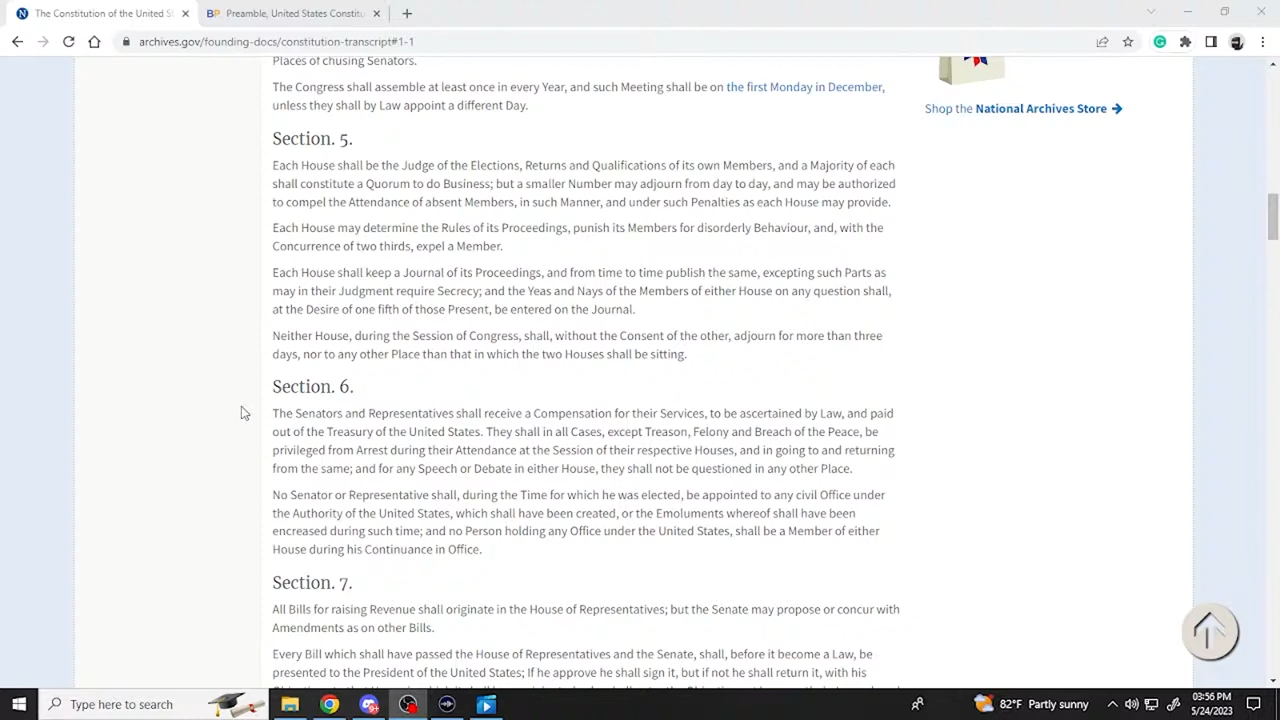 The Constitution of the United S
Preamble, United States Constitu
archives.gov/founding-docs/constitution-transcript#1-1
Places of chusing Senators.
The Congress shall assemble at least once in every Year, and such Meeting shall be on the first Monday in December,
unless they shall by Law appoint a different Day.
Shop the National Archives Store
Section. 5.
Each House shall be the Judge of the Elections, Returns and Qualifications of its own Members, and a Majority of each
shall constitute a Quorum to do Business; but a smaller Number may adjourn from day to day, and may be authorized
to compel the Attendance of absent Members, in such Manner, and under such Penalties as each House may provide.
Each House may determine the Rules of its Proceedings, punish its Members for disorderly Behaviour, and, with the
Concurrence of two thirds, expel a Member.
Each House shall keep a Journal of its Proceedings, and from time to time publish the same, excepting such Parts as
may in their Judgment require Secrecy; and the Yeas and Nays of the Members of either House on any question shall,
at the Desire of one fifth of those Present, be entered on the Journal.
Neither House, during the Session of Congress, shall, without the Consent of the other, adjourn for more than three
days, nor to any other Place than that in which the two Houses shall be sitting.
Section. 6.
The Senators and Representatives shall receive a Compensation for their Services, to be ascertained by Law, and paid
out of the Treasury of the United States. They shall in all Cases, except Treason, Felony and Breach of the Peace, be
privileged from Arrest during their Attendance at the Session of their respective Houses, and in going to and returning
from the same; and for any Speech or Debate in either House, they shall not be questioned in any other Place.
No Senator or Representative shall, during the Time for which he was elected, be appointed to any civil Office under
the Authority of the United States, which shall have been created, or the Emoluments whereof shall have been
encreased during such time; and no Person holding any Office under the United States, shall be a Member of either
House during his Continuance in Office.
Section. 7.
All Bills for raising Revenue shall originate in the House of Representatives; but the Senate may propose or concur with
Amendments as on other Bills.
Every Bill which shall have passed the House of Representatives and the Senate, shall, before it become a Law, be
presented to the President of the United States; If he approve he shall sign it, but if not he shall return it, with his
Type here to search
82°F Partly sunny
03:56 PM
5/24/2023